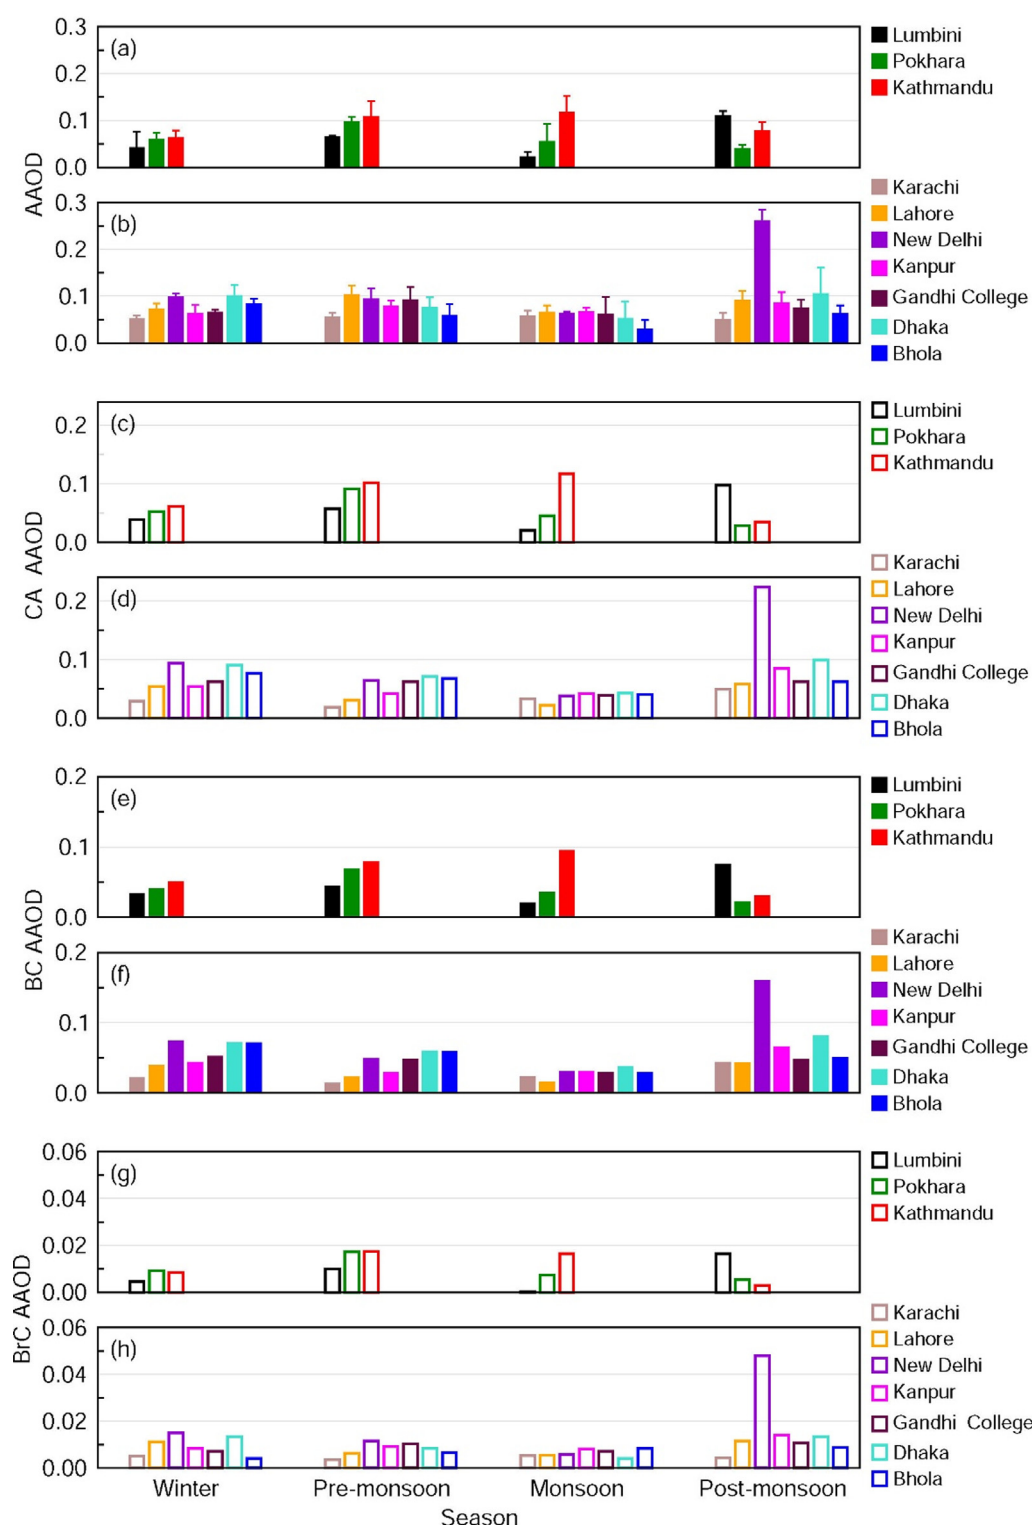 AAOD
0.3
0.2
0.1
0.0
(a)
Lumbini
Pokhara
Kathmandu
0.3
0.2
0.1
0.0
(b)
Karachi
Lahore
New Delhi
Kanpur
Gandhi College
Dhaka
Bhola
CA AAOD
0.2
0.1
0.0
(c)
Lumbini
Pokhara
Kathmandu
0.2
0.1
0.0
(d)
Karachi
Lahore
New Delhi
Kanpur
Gandhi College
Dhaka
Bhola
BC AAOD
0.2
0.1
0.0
(e)
Lumbini
Pokhara
Kathmandu
0.2
0.1
0.0
(f)
Karachi
Lahore
New Delhi
Kanpur
Gandhi College
Dhaka
Bhola
BrC AAOD
0.06
0.04
0.02
0.00
(g)
Lumbini
Pokhara
Kathmandu
0.06
0.04
0.02
0.00
(h)
Karachi
Lahore
New Delhi
Kanpur
Gandhi College
Dhaka
Bhola
Winter Pre-monsoon Monsoon Post-monsoon
Season